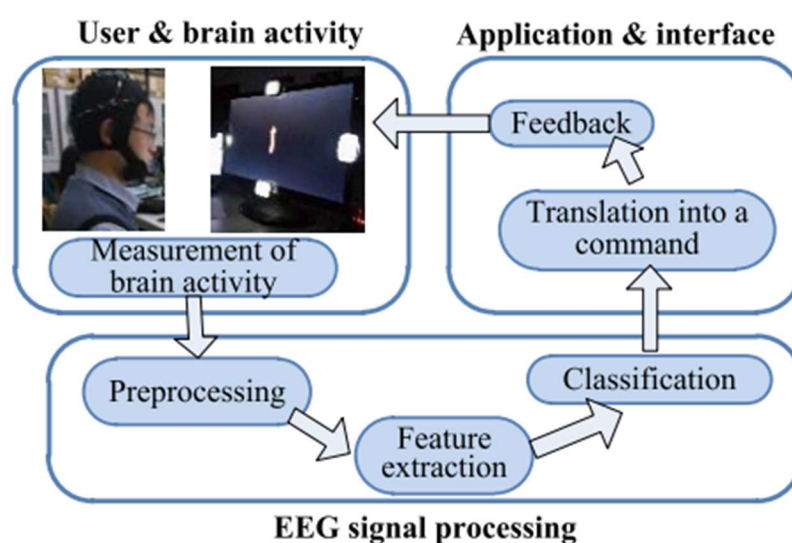 User & brain activity
Application & interface
Feedback
Translation into a
command
Measurement of
brain activity
Preprocessing
Feature
extraction
Classification
EEG signal processing